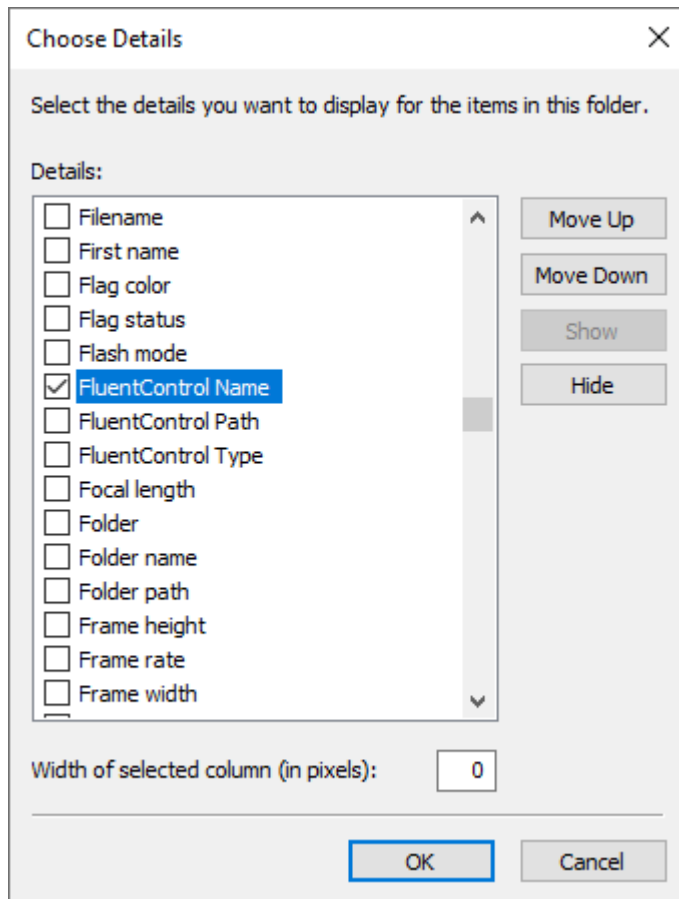 Choose Details
Select the details you want to display for the items in this folder.
Details:
Filename
First name
Flag color
Flag status
Flash mode
FluentControl Name
FluentControl Path
FluentControl Type
Focal length
Folder
Folder name
Folder path
Frame height
Frame rate
Frame width
Move Up
Move Down
Show
Hide
Width of selected column (in pixels): 0
OK
Cancel